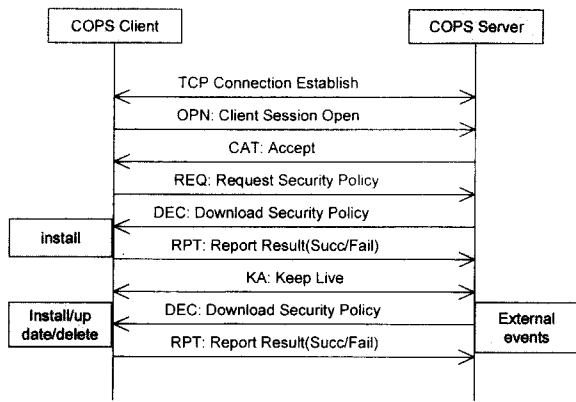 COPS Client
COPS Server
TCP Connection Establish
OPN: Client Session Open
CAT: Accept
REQ: Request Security Policy
DEC: Download Security Policy
install
RPT: Report Result(Succ/Fail)
KA: Keep Live
Install/up
date/delete
DEC: Download Security Policy
External
events
RPT: Report Result(Succ/Fail)